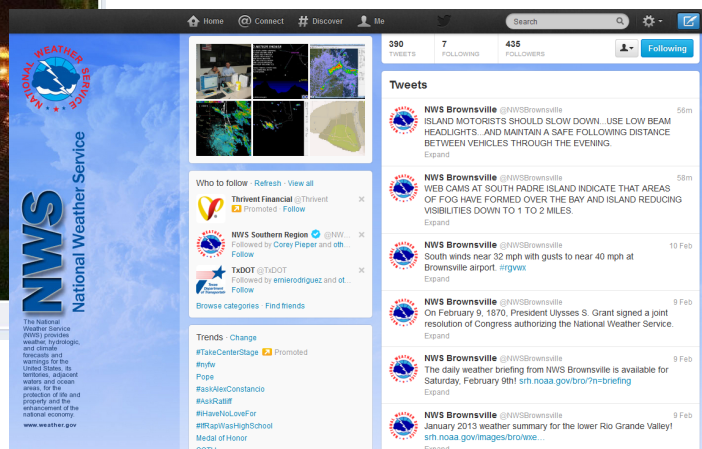 Home
Connect
Discover
Me
Search
NATIONAL WEATHER SERVICE
NWS
National Weather Service
The National
Weather Service
(NWS) provides
weather, hydrologic,
and climate
forecasts and
warnings for the
United States, its
territories, adjacent
waters and ocean
areas, for the
protection of life and
property and the
enhancement of the
national economy.
www.weather.gov
Who to follow · Refresh · View all
Thrivent Financial @Thrivent
Promoted · Follow
NWS Southern Region @NW...
Followed by Corey Pieper and oth...
Follow
TxDOT @TxDOT
Followed by ernierodriguez and ot...
Follow
Browse categories · Find friends
Trends · Change
#TakeCenterStage Promoted
#nyfw
Pope
#askAlexConstancio
#AskRatliff
#iHaveNoLoveFor
#IfRapWasHighSchool
Medal of Honor
390 7 435
TWEETS FOLLOWING FOLLOWERS
Following
Tweets
NWS Brownsville @NWSBrownsville 56m
ISLAND MOTORISTS SHOULD SLOW DOWN...USE LOW BEAM
HEADLIGHTS...AND MAINTAIN A SAFE FOLLOWING DISTANCE
BETWEEN VEHICLES THROUGH THE EVENING.
Expand
NWS Brownsville @NWSBrownsville 58m
WEB CAMS AT SOUTH PADRE ISLAND INDICATE THAT AREAS
OF FOG HAVE FORMED OVER THE BAY AND ISLAND REDUCING
VISIBILITIES DOWN TO 1 TO 2 MILES.
Expand
NWS Brownsville @NWSBrownsville 10 Feb
South winds near 32 mph with gusts to near 40 mph at
Brownsville airport. #rgvwx
Expand
NWS Brownsville @NWSBrownsville 9 Feb
On February 9, 1870, President Ulysses S. Grant signed a joint
resolution of Congress authorizing the National Weather Service.
Expand
NWS Brownsville @NWSBrownsville 9 Feb
The daily weather briefing from NWS Brownsville is available for
Saturday, February 9th! srh.noaa.gov/bro/?n=briefing
Expand
NWS Brownsville @NWSBrownsville 9 Feb
January 2013 weather summary for the lower Rio Grande Valley!
srh.noaa.gov/images/bro/wxe...
Expand